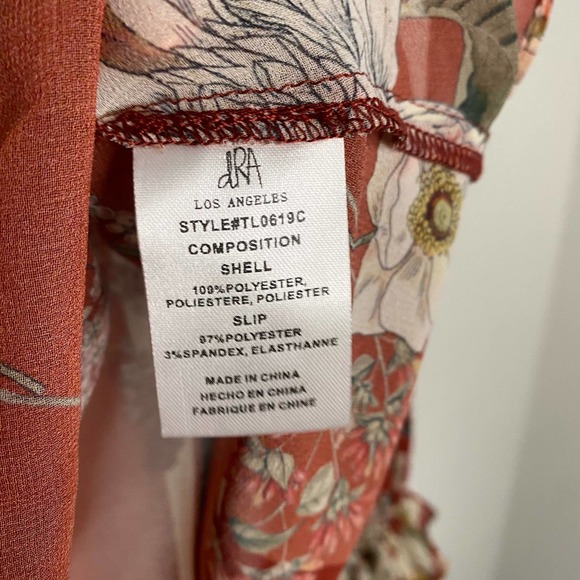 dRA
LOS ANGELES
STYLE#TL0619C
COMPOSITION
SHELL
100%POLYESTER,
POLIESTERE, POLIESTER
SLIP
97%POLYESTER
3%SPANDEX, ELASTHANNE
MADE IN CHINA
HECHO EN CHINA
FABRIQUE EN CHINE